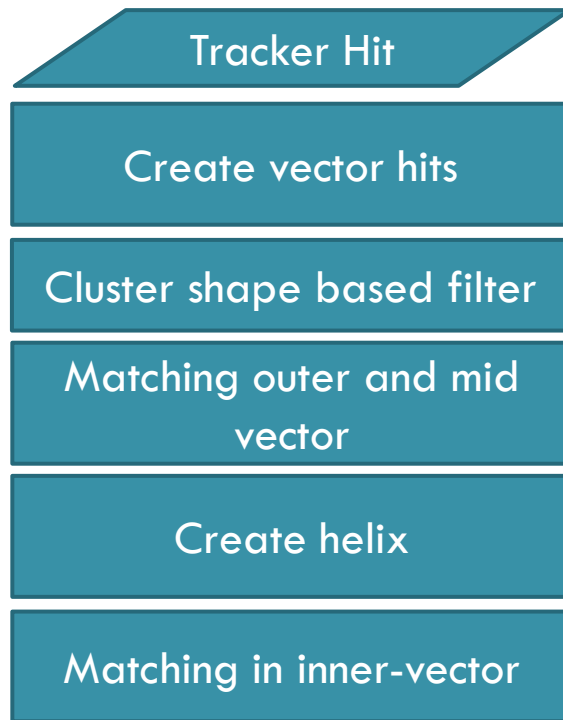 Tracker Hit
Create vector hits
Cluster shape based filter
Matching outer and mid
vector
Create helix
Matching in inner-vector